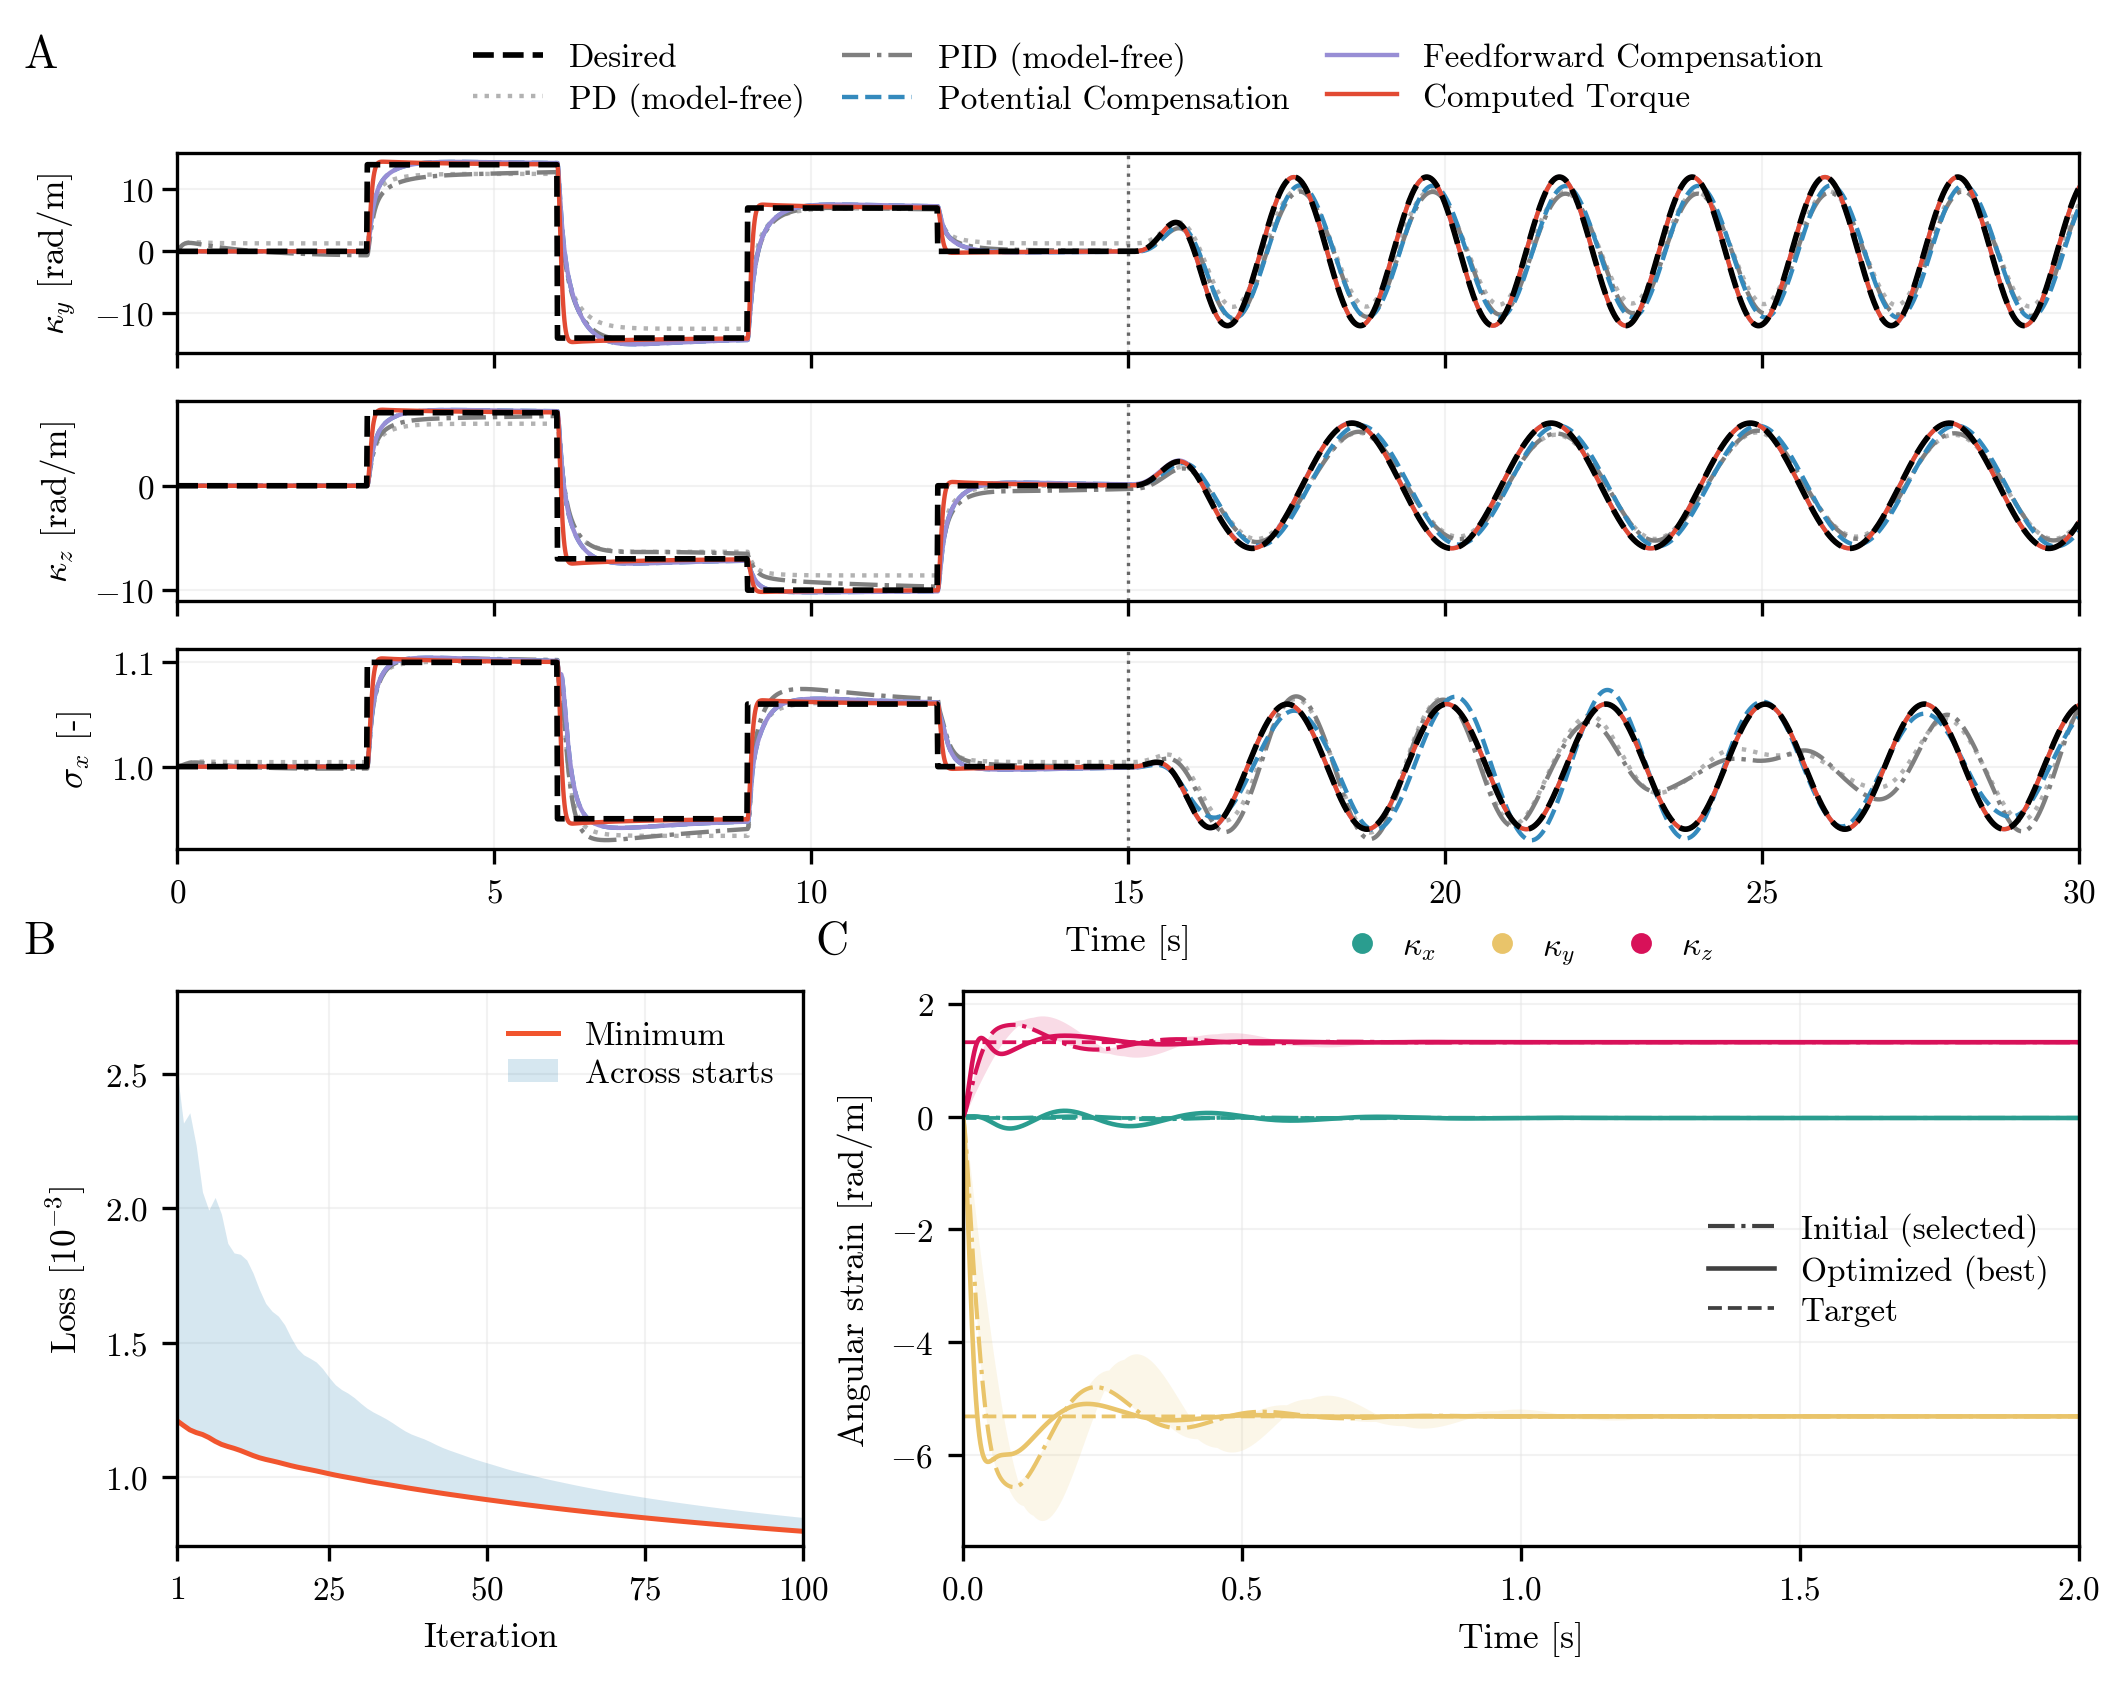 A
Desired
PD (model-free)
PID (model-free)
Potential Compensation
Feedforward Compensation
Computed Torque
κ_y [rad/m]
10
0
−10
κ_z [rad/m]
0
−10
σ_x [-]
1.1
1.0
0 5 10 15 20 25 30
Time [s]
B
Minimum
Across starts
Loss [10⁻³]
2.5
2.0
1.5
1.0
1 25 50 75 100
Iteration
C
κ_x κ_y κ_z
Angular strain [rad/m]
2
0
−2
−4
−6
Initial (selected)
Optimized (best)
Target
0.0 0.5 1.0 1.5 2.0
Time [s]